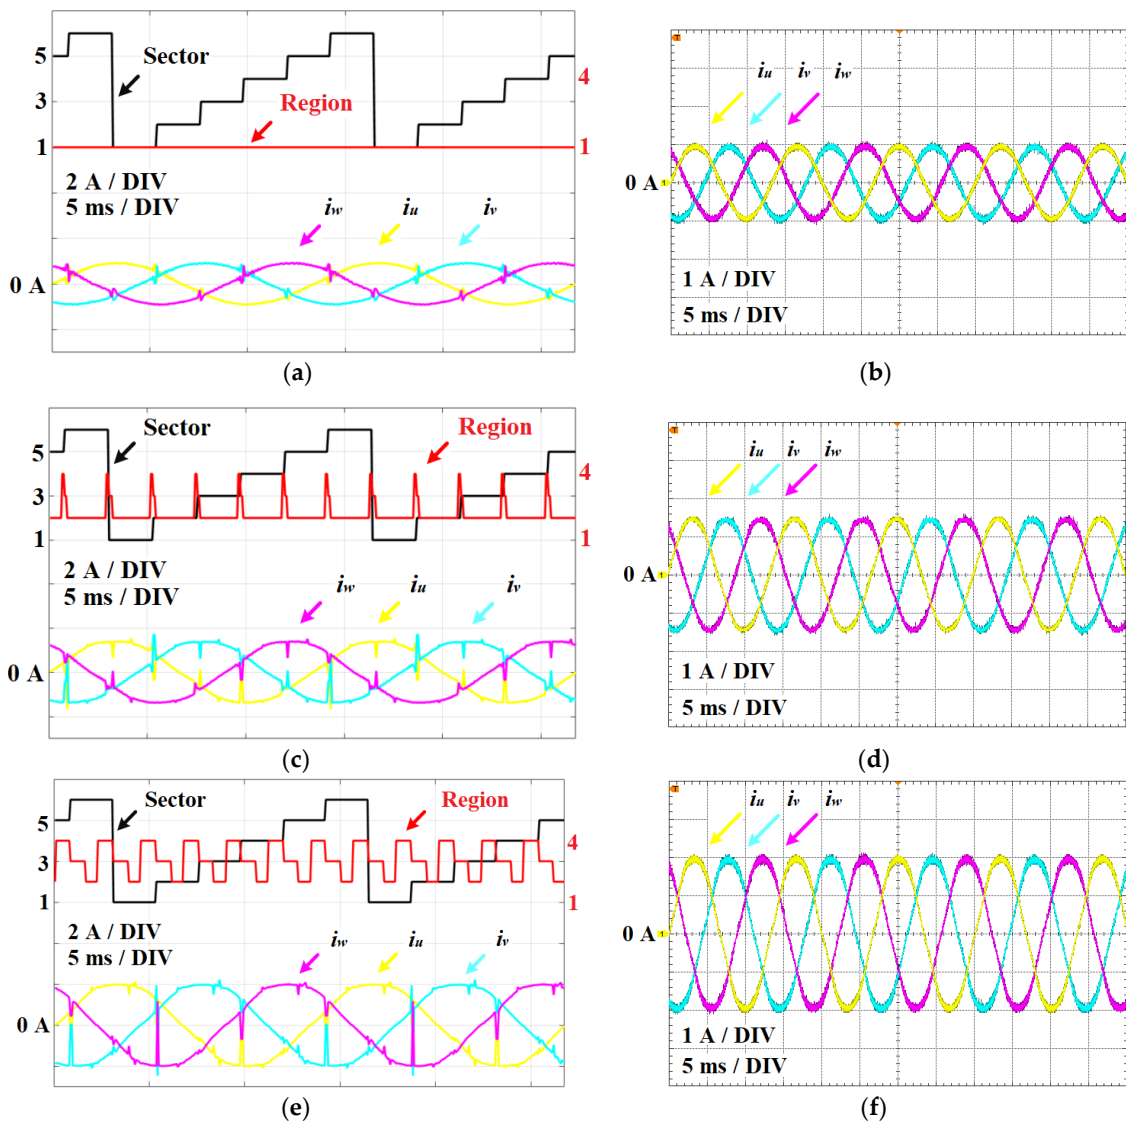 5
3
1
Sector
Region
4
1
2 A / DIV
5 ms / DIV
iw iu iv
0 A
(a)
T
iu iv iw
0 A 1
1 A / DIV
5 ms / DIV
(b)
5
3
1
Sector
Region
4
1
2 A / DIV
5 ms / DIV
iw iu iv
0 A
(c)
T
iu iv iw
0 A 1
1 A / DIV
5 ms / DIV
(d)
5
3
1
Sector
Region
4
1
2 A / DIV
5 ms / DIV
iw iu iv
0 A
(e)
T
iu iv iw
0 A 1
1 A / DIV
5 ms / DIV
(f)